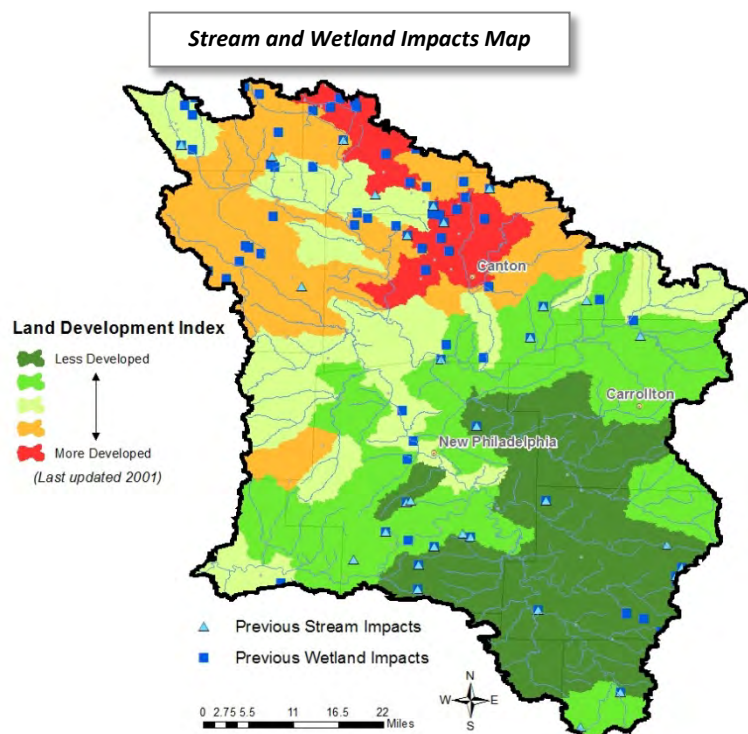 Stream and Wetland Impacts Map
Canton
Land Development Index
Less Developed
More Developed
(Last updated 2001)
Carrollton
New Philadelphia
Previous Stream Impacts
Previous Wetland Impacts
N
W E
S
0 2.75 5.5 11 16.5 22
Miles